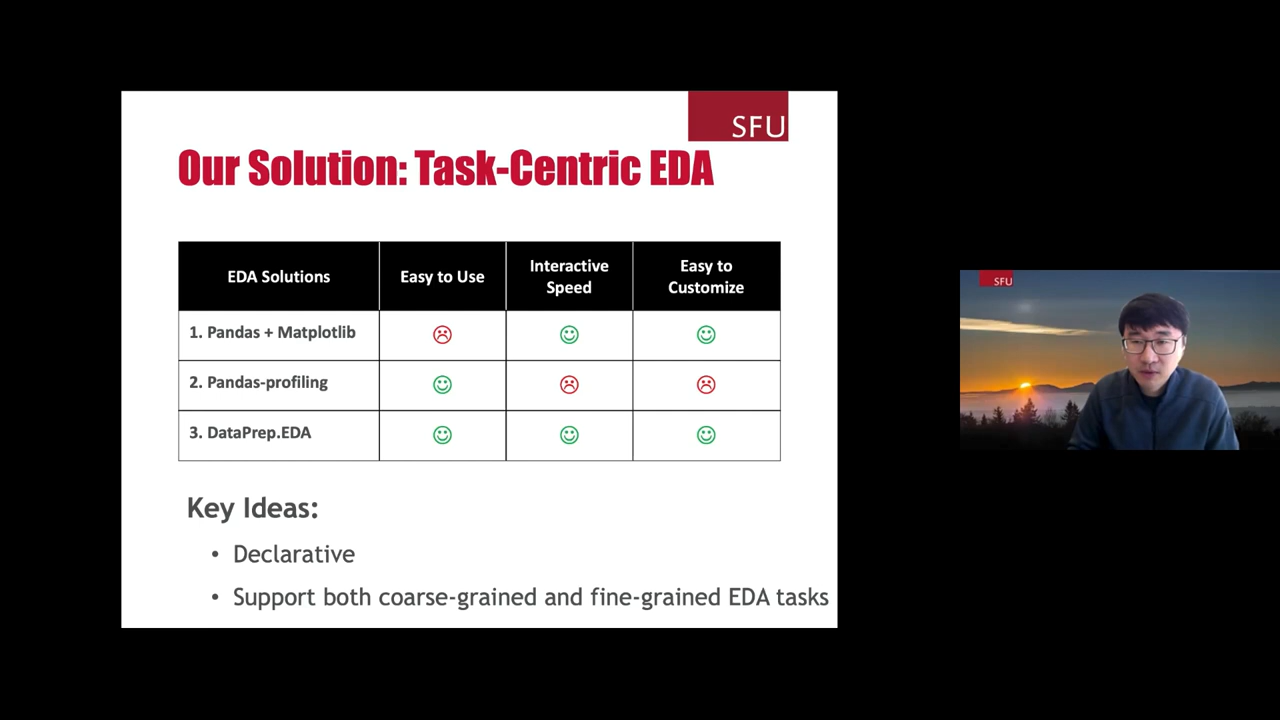 SFU
Our Solution: Task-Centric EDA
EDA Solutions
Easy to Use
Interactive
Speed
Easy to
Customize
1. Pandas + Matplotlib
2. Pandas-profiling
3. DataPrep.EDA
Key Ideas:
• Declarative
• Support both coarse-grained and fine-grained EDA tasks
SFU